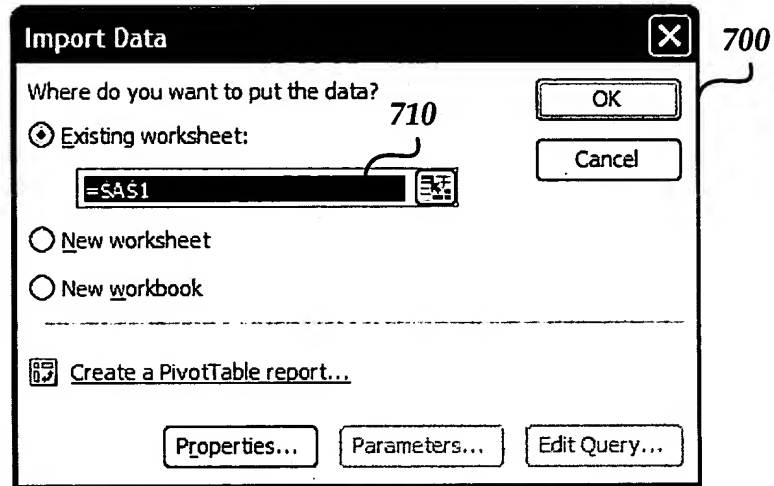 Import Data
700
Where do you want to put the data?
710
OK
Existing worksheet:
Cancel
=$A$1
New worksheet
New workbook
Create a PivotTable report...
Properties...
Parameters...
Edit Query...